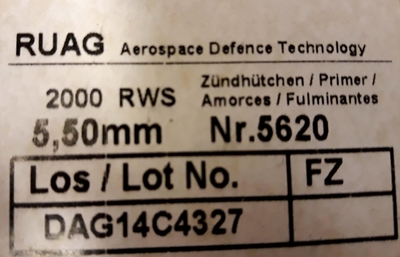 RUAG Aerospace Defence Technology
2000 RWS Zündhütchen / Primer /
Amorces / Fulminantes
5,50mm Nr.5620
Los / Lot No. FZ
DAG14C4327